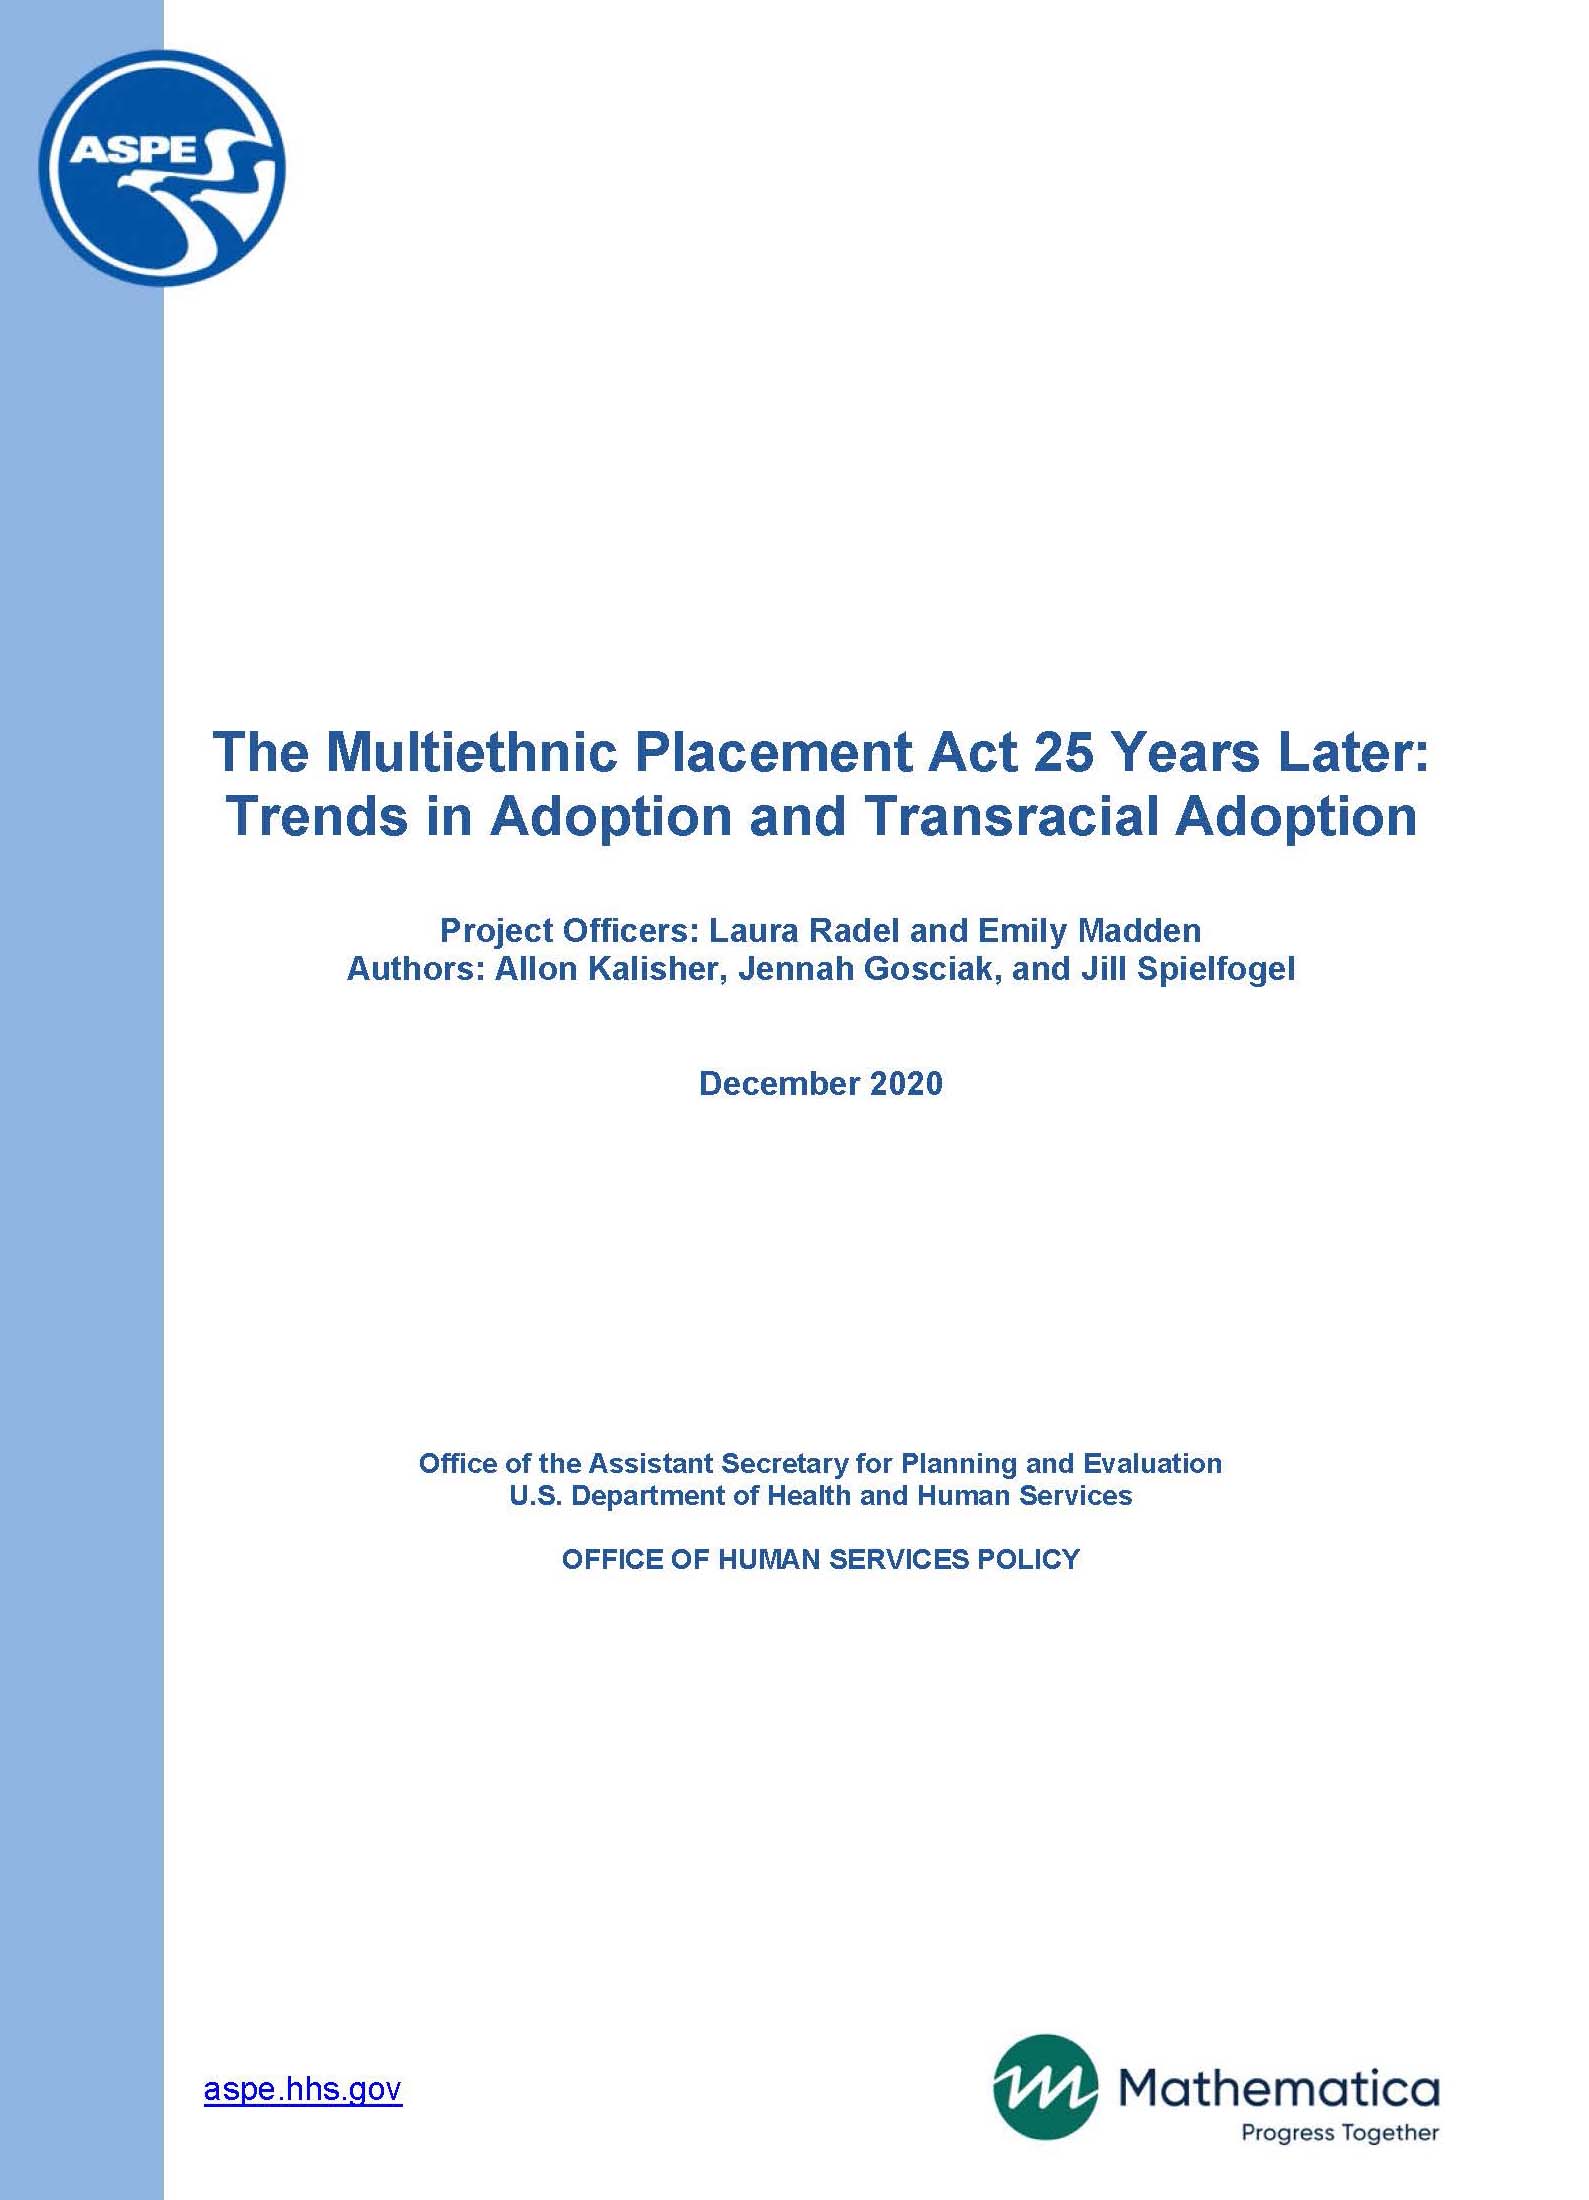 ASPE
The Multiethnic Placement Act 25 Years Later:
Trends in Adoption and Transracial Adoption
Project Officers: Laura Radel and Emily Madden
Authors: Allon Kalisher, Jennah Gosciak, and Jill Spielfogel
December 2020
Office of the Assistant Secretary for Planning and Evaluation
U.S. Department of Health and Human Services
OFFICE OF HUMAN SERVICES POLICY
aspe.hhs.gov
Mathematica
Progress Together